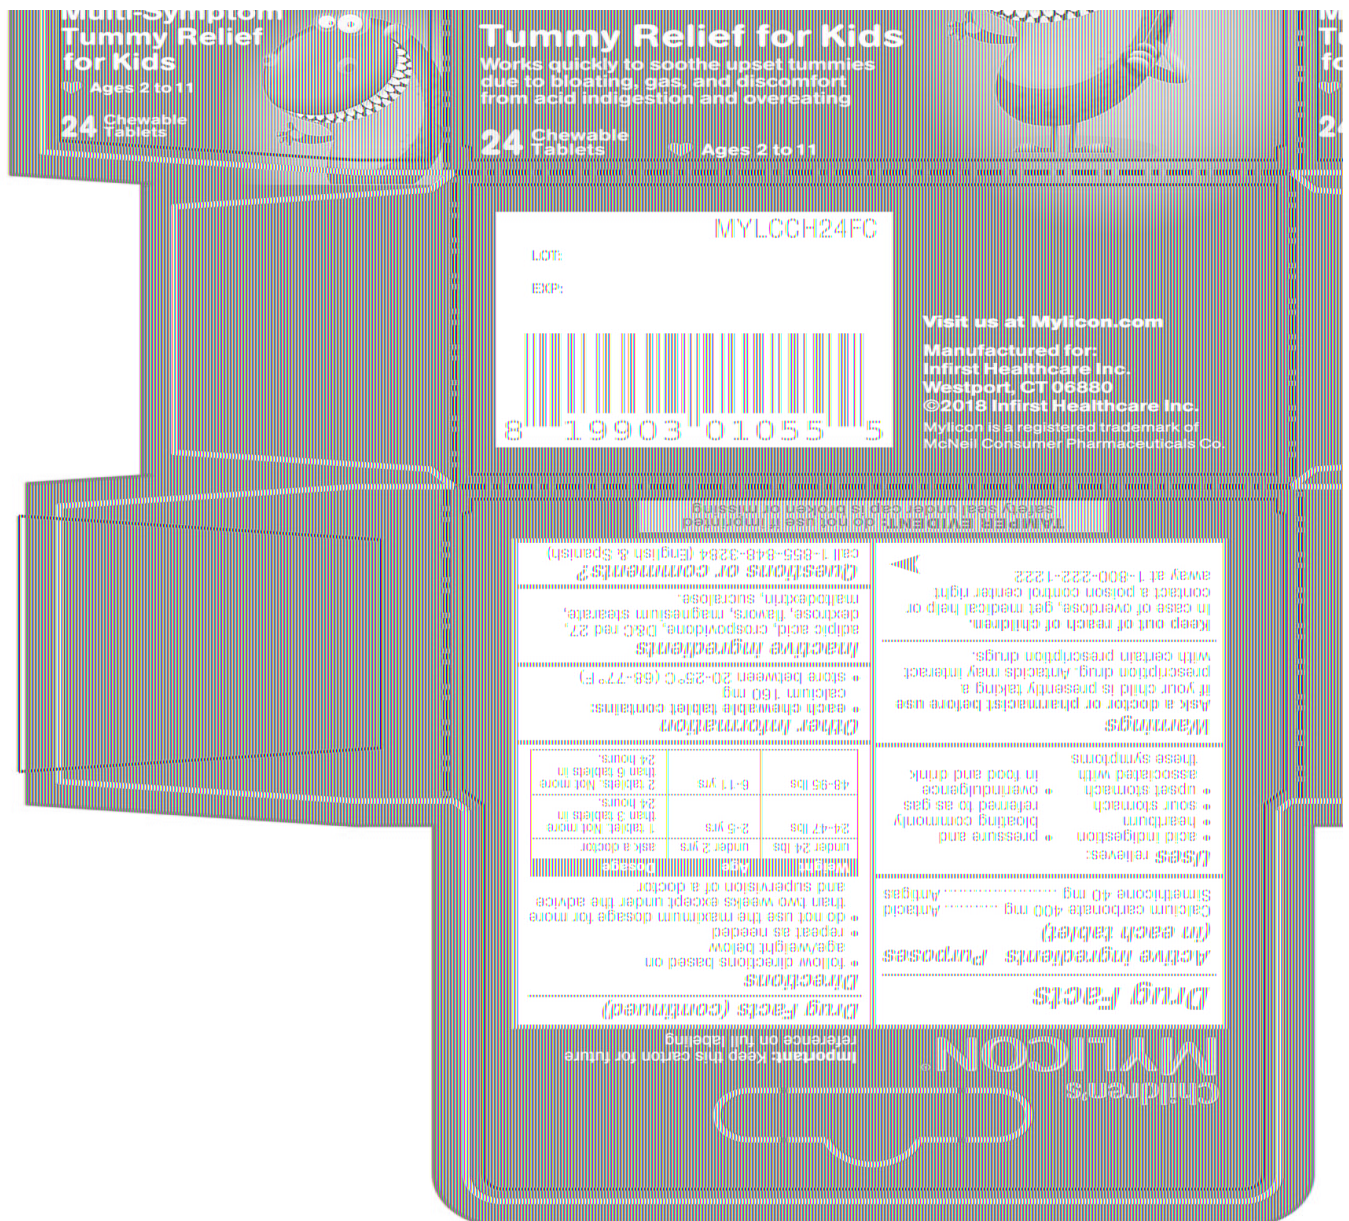 Multi-Symptom
Tummy Relief
for Kids
Ages 2 to 11
24 Chewable
Tablets
Tummy Relief for Kids
Works quickly to soothe upset tummies
due to bloating, gas, and discomfort
from acid indigestion and overeating
24 Chewable
Tablets
Ages 2 to 11
MYLCCH24FC
LOT:
EXP:
8 19903 01055 5
Visit us at Mylicon.com
Manufactured for:
Infirst Healthcare Inc.
Westport, CT 06880
©2018 Infirst Healthcare Inc.
Mylicon is a registered trademark of
McNeil Consumer Pharmaceuticals Co.
Children's
MYLICON®
Important: Keep this carton for future
reference on full labeling
Drug Facts
Active ingredients Purposes
(in each tablet)
Calcium carbonate 400 mg ......... Antacid
Simethicone 40 mg .................... Antigas
Uses relieves:
• acid indigestion
• heartburn
• sour stomach
• upset stomach
associated with
these symptoms
• pressure and
bloating commonly
referred to as gas
• overindulgence
in food and drink
Warnings
Ask a doctor or pharmacist before use
if your child is presently taking a
prescription drug. Antacids may interact
with certain prescription drugs.
Keep out of reach of children.
In case of overdose, get medical help or
contact a poison control center right
away at 1-800-222-1222
Drug Facts (continued)
Directions
• follow directions based on
age/weight below
• repeat as needed
• do not use the maximum dosage for more
than two weeks except under the advice
and supervision of a doctor
Weight Age Dosage
under 24 lbs under 2 yrs ask a doctor
24-47 lbs 2-5 yrs 1 tablet. Not more
than 3 tablets in
24 hours.
48-95 lbs 6-11 yrs 2 tablets. Not more
than 6 tablets in
24 hours.
Other information
• each chewable tablet contains:
calcium 160 mg
• store between 20-25°C (68-77°F)
Inactive ingredients
adipic acid, crospovidone, D&C red 27,
dextrose, flavors, magnesium stearate,
maltodextrin, sucralose.
Questions or comments?
call 1-855-848-3284 (English & Spanish)
TAMPER EVIDENT: do not use if imprinted
safety seal under cap is broken or missing